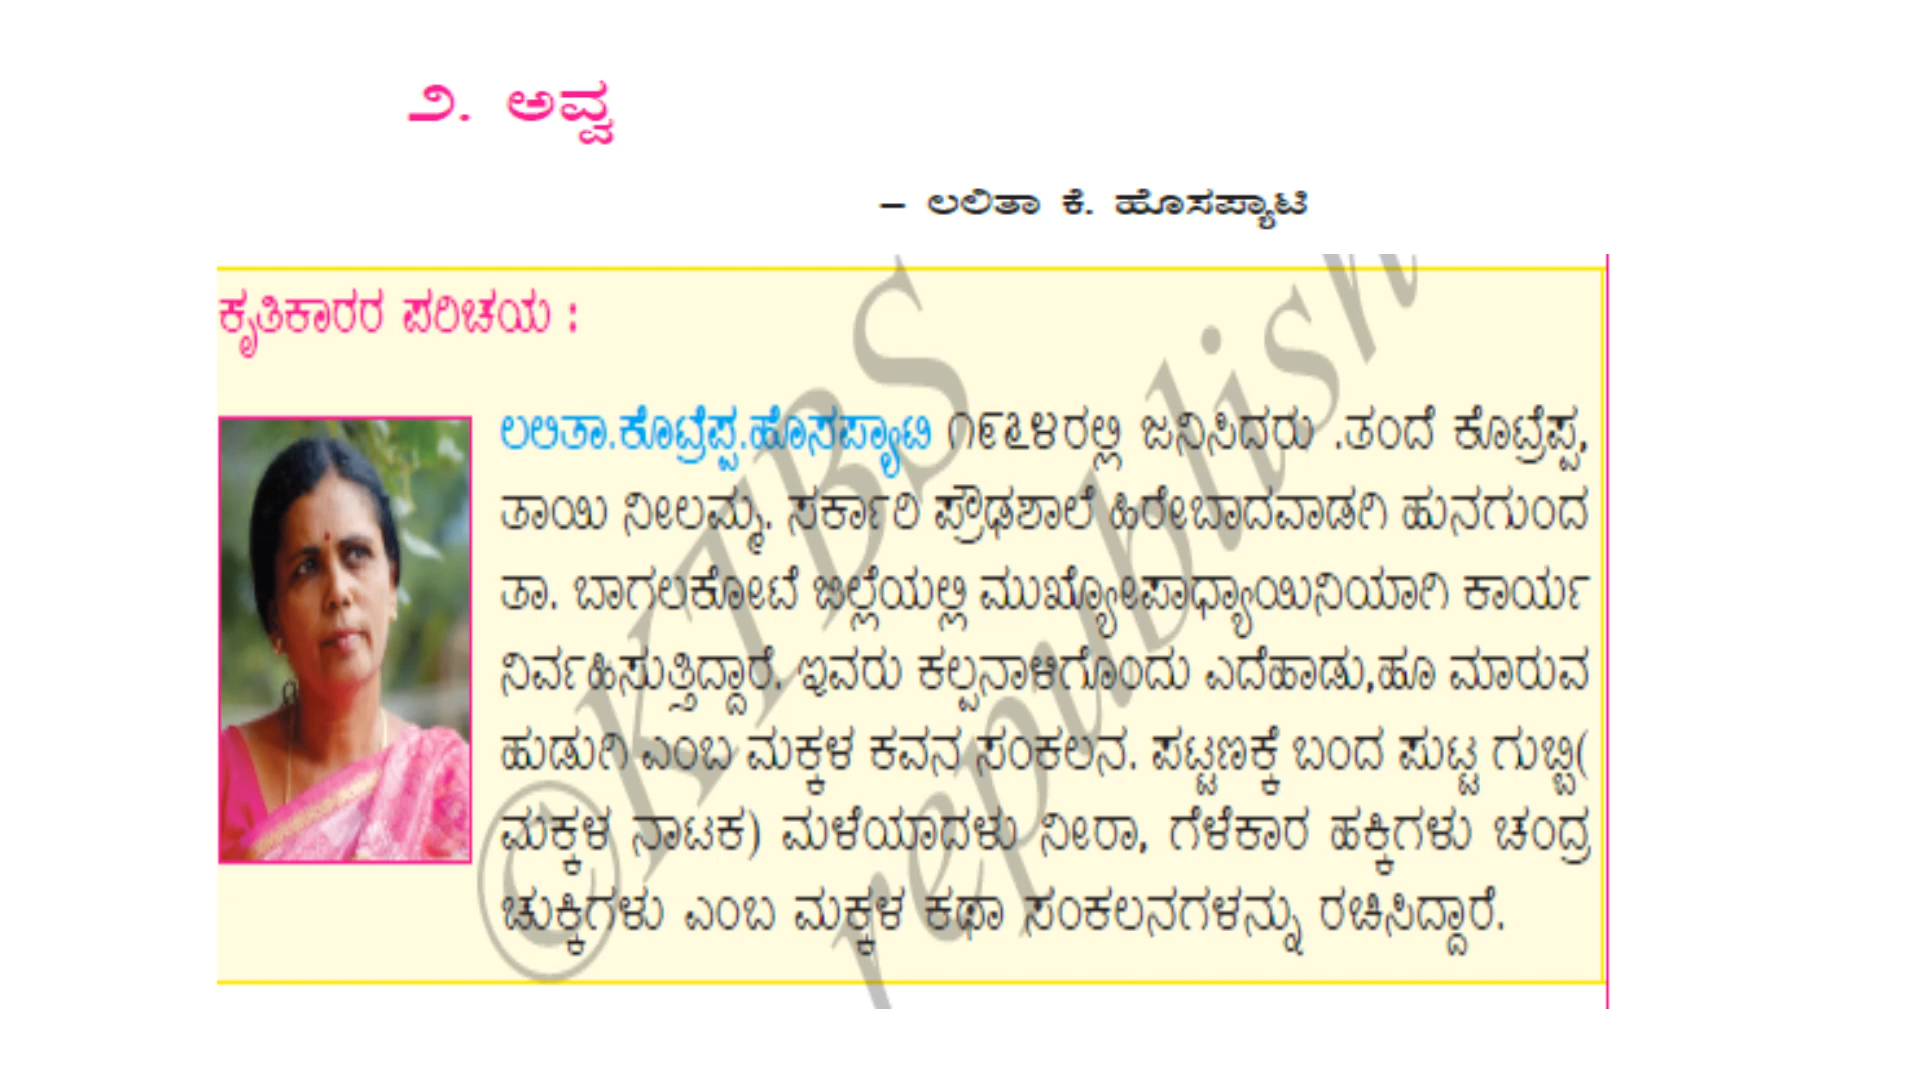 ೨. ಅವ್ವ
– ಲಲಿತಾ ಕೆ. ಹೊಸಪ್ಯಾಟಿ
ಕೃತಿಕಾರರ ಪರಿಚಯ :
ಲಲಿತಾ.ಕೊಟ್ರೆಪ್ಪ.ಹೊಸಪ್ಯಾಟಿ ೧೯೬೪ರಲ್ಲಿ ಜನಿಸಿದರು .ತಂದೆ ಕೊಟ್ರೆಪ್ಪ,
ತಾಯಿ ನೀಲಮ್ಮ. ಸರ್ಕಾರಿ ಪ್ರೌಢಶಾಲೆ ಹಿರೇಬಾದವಾಡಗಿ ಹುನಗುಂದ
ತಾ. ಬಾಗಲಕೋಟೆ ಜಿಲ್ಲೆಯಲ್ಲಿ ಮುಖ್ಯೋಪಾಧ್ಯಾಯಿನಿಯಾಗಿ ಕಾರ್ಯ
ನಿರ್ವಹಿಸುತ್ತಿದ್ದಾರೆ. ಇವರು ಕಲ್ಪನಾಳಿಗೊಂದು ಎದೆಹಾಡು,ಹೂ ಮಾರುವ
ಹುಡುಗಿ ಎಂಬ ಮಕ್ಕಳ ಕವನ ಸಂಕಲನ. ಪಟ್ಟಣಕ್ಕೆ ಬಂದ ಪುಟ್ಟ ಗುಬ್ಬಿ(
ಮಕ್ಕಳ ನಾಟಕ) ಮಳೆಯಾದಳು ನೀರಾ, ಗೆಳೆಕಾರ ಹಕ್ಕಿಗಳು ಚಂದ್ರ
ಚುಕ್ಕಿಗಳು ಎಂಬ ಮಕ್ಕಳ ಕಥಾ ಸಂಕಲನಗಳನ್ನು ರಚಿಸಿದ್ದಾರೆ.
©KTBS
republish